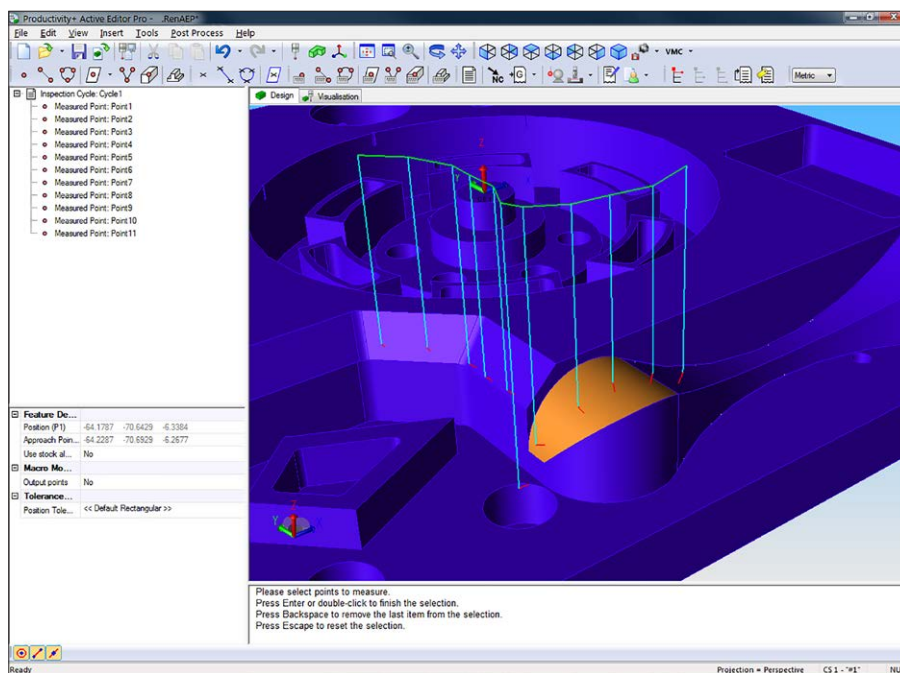 Productivity+ Active Editor Pro - .RenAEP*
File Edit View Insert Tools Post Process Help
VMC
NC +G Metric
Inspection Cycle: Cycle1
Measured Point: Point1
Measured Point: Point2
Measured Point: Point3
Measured Point: Point4
Measured Point: Point5
Measured Point: Point6
Measured Point: Point7
Measured Point: Point8
Measured Point: Point9
Measured Point: Point10
Measured Point: Point11
Design Visualisation
Z
Y
Feature De...
Position (P1) -64.1787 -70.6429 -6.3384
Approach Poin... -64.2287 -70.6929 -6.2677
Use stock al... No
Macro Mo...
Output points No
Tolerance...
Position Tole... << Default Rectangular >>
Z
Y
Please select points to measure.
Press Enter or double-click to finish the selection.
Press Backspace to remove the last item from the selection.
Press Escape to reset the selection.
Ready Projection = Perspective CS 1 - "#1" NU